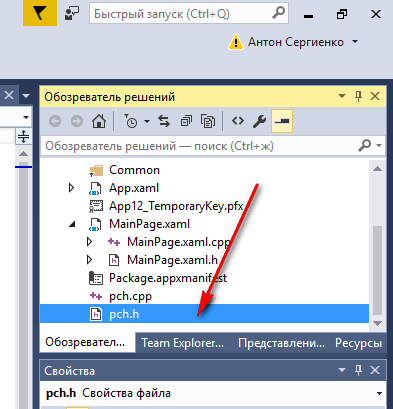 Быстрый запуск (Ctrl+Q)
Антон Сергиенко
Обозреватель решений
Обозреватель решений — поиск (Ctrl+ж)
Common
App.xaml
App12_TemporaryKey.pfx
MainPage.xaml
MainPage.xaml.cpp
MainPage.xaml.h
Package.appxmanifest
pch.cpp
pch.h
Обозревател... Team Explorer... Представлени... Ресурсы
Свойства
pch.h Свойства файла